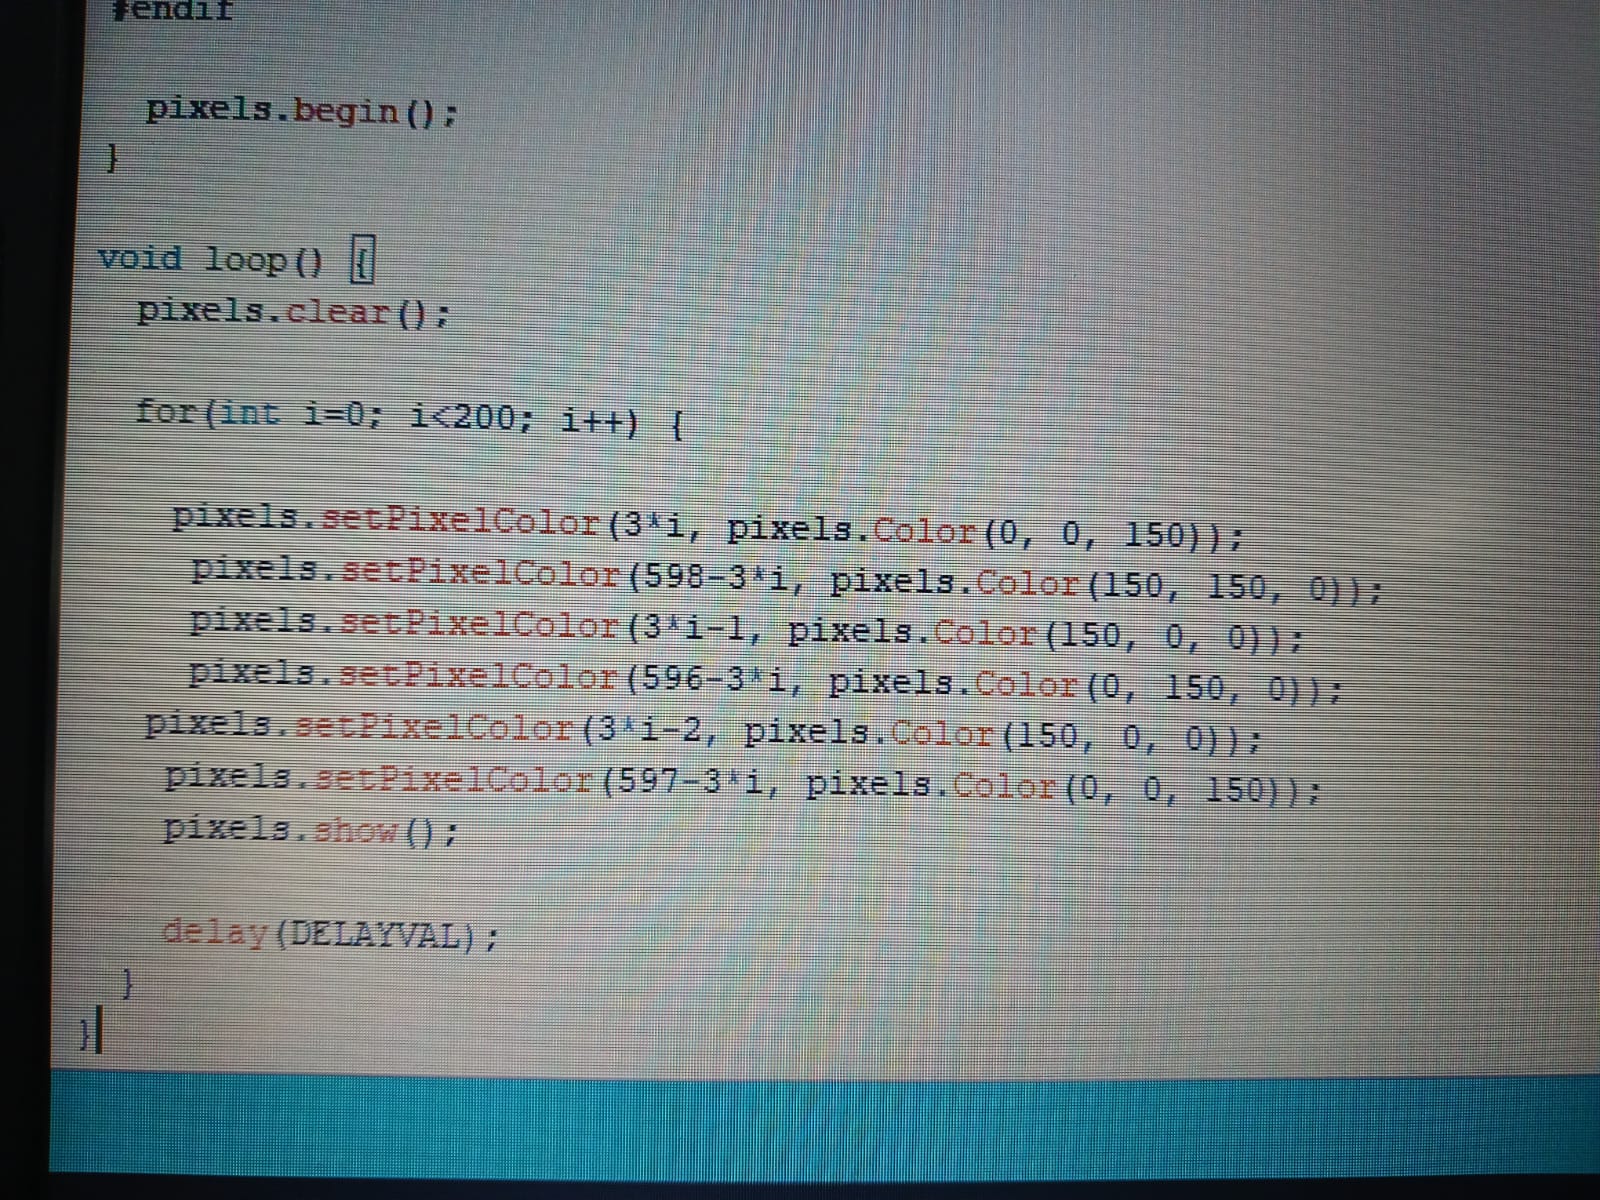 #endif
pixels.begin();
}
void loop() {
pixels.clear();
for(int i=0; i<200; i++) {
pixels.setPixelColor(3*i, pixels.Color(0, 0, 150));
pixels.setPixelColor(598-3*i, pixels.Color(150, 150, 0));
pixels.setPixelColor(3*i-1, pixels.Color(150, 0, 0));
pixels.setPixelColor(596-3*i, pixels.Color(0, 150, 0));
pixels.setPixelColor(3*i-2, pixels.Color(150, 0, 0));
pixels.setPixelColor(597-3*i, pixels.Color(0, 0, 150));
pixels.show();
delay(DELAYVAL);
}
}